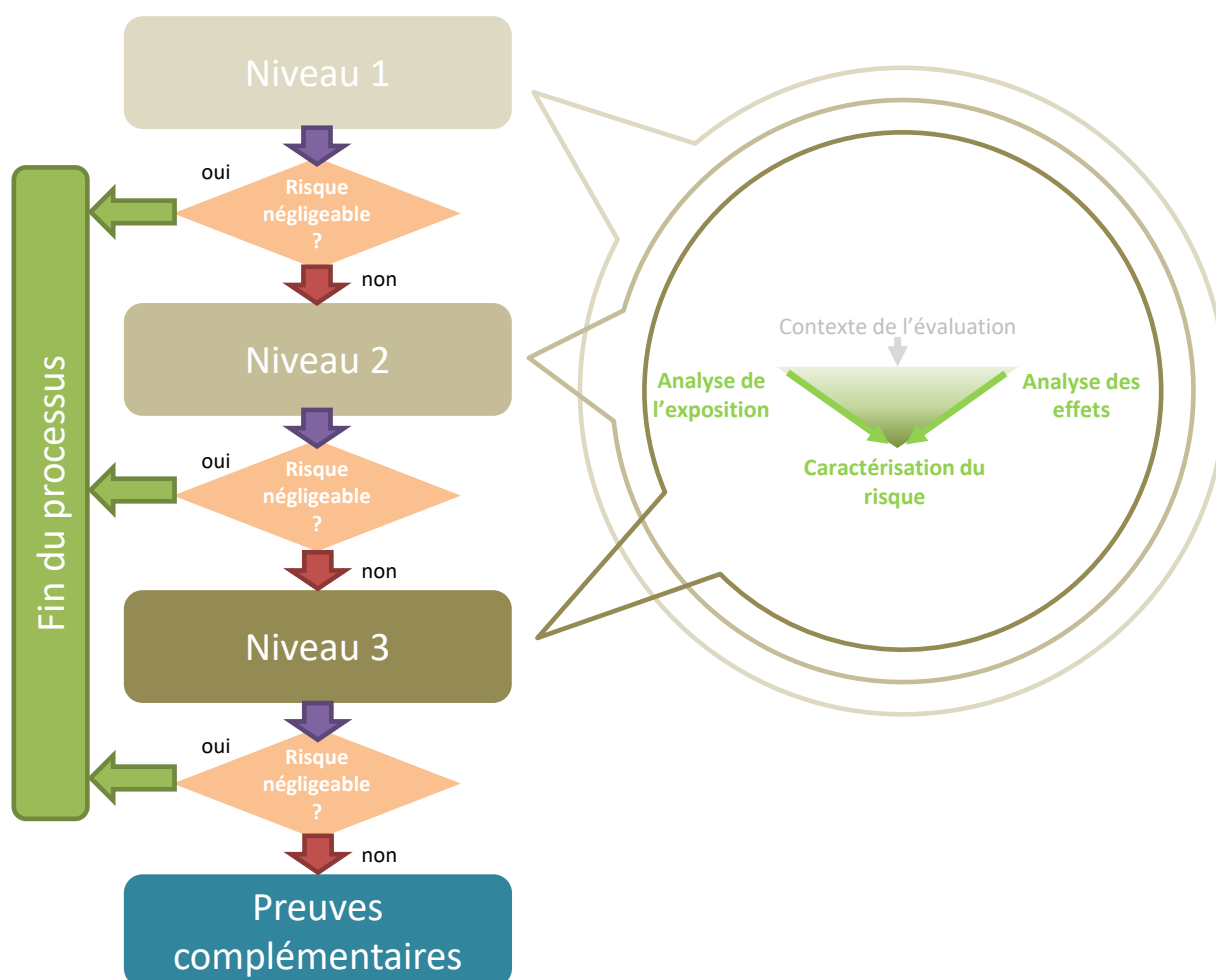 Niveau 1
oui
Risque
négligeable
?
non
Niveau 2
oui
Risque
négligeable
?
non
Niveau 3
oui
Risque
négligeable
?
non
Preuves
complémentaires
Fin du processus
Contexte de l'évaluation
Analyse de
l'exposition
Analyse des
effets
Caractérisation du
risque